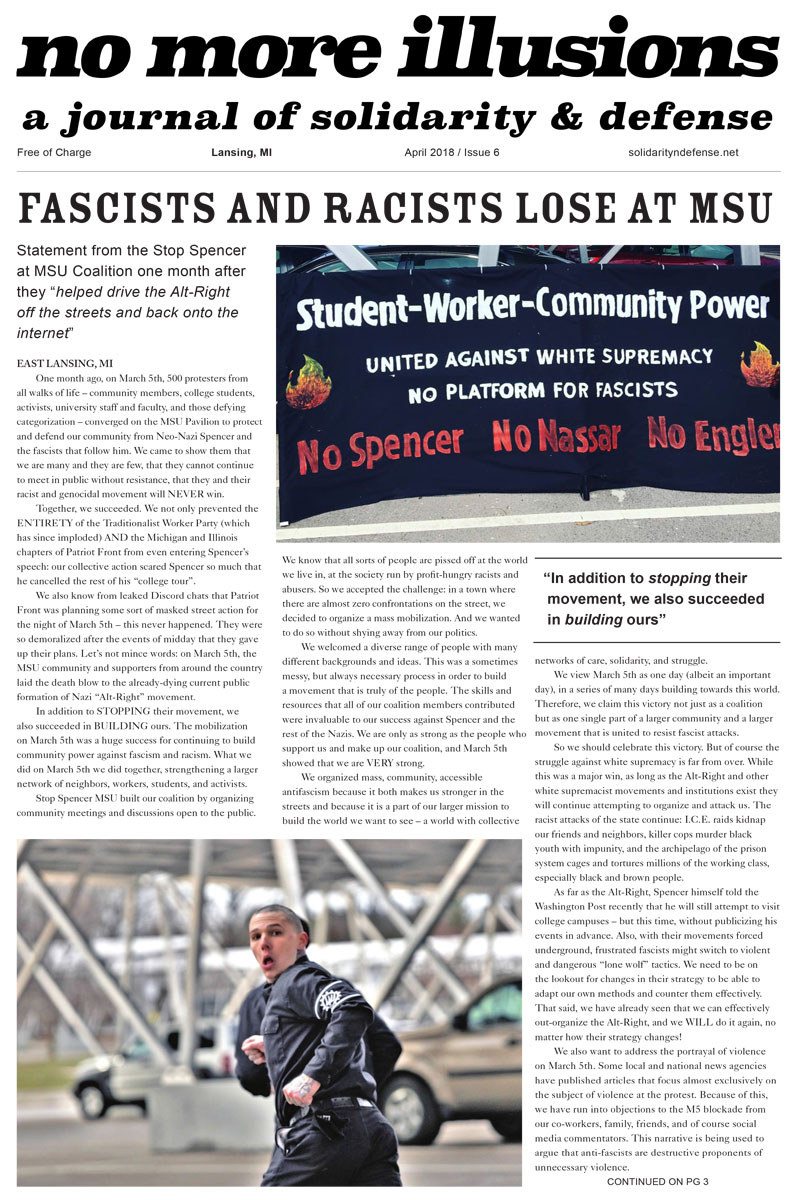 no more illusions
a journal of solidarity & defense
Free of Charge
Lansing, MI
April 2018 / Issue 6
solidarityndefense.net
FASCISTS AND RACISTS LOSE AT MSU
Statement from the Stop Spencer
at MSU Coalition one month after
they “helped drive the Alt-Right
off the streets and back onto the
internet”
EAST LANSING, MI
One month ago, on March 5th, 500 protesters from
all walks of life – community members, college students,
activists, university staff and faculty, and those defying
categorization – converged on the MSU Pavilion to protect
and defend our community from Neo-Nazi Spencer and
the fascists that follow him. We came to show them that
we are many and they are few, that they cannot continue
to meet in public without resistance, that they and their
racist and genocidal movement will NEVER win.
Together, we succeeded. We not only prevented the
ENTIRETY of the Traditionalist Worker Party (which
has since imploded) AND the Michigan and Illinois
chapters of Patriot Front from even entering Spencer’s
speech: our collective action scared Spencer so much that
he cancelled the rest of his “college tour”.
We also know from leaked Discord chats that Patriot
Front was planning some sort of masked street action for
the night of March 5th – this never happened. They were
so demoralized after the events of midday that they gave
up their plans. Let’s not mince words: on March 5th, the
MSU community and supporters from around the country
laid the death blow to the already-dying current public
formation of Nazi “Alt-Right” movement.
In addition to STOPPING their movement, we
also succeeded in BUILDING ours. The mobilization
on March 5th was a huge success for continuing to build
community power against fascism and racism. What we
did on March 5th we did together, strengthening a larger
network of neighbors, workers, students, and activists.
Stop Spencer MSU built our coalition by organizing
community meetings and discussions open to the public.
Student-Worker-Community Power
UNITED AGAINST WHITE SUPREMACY
NO PLATFORM FOR FASCISTS
No Spencer No Nassar No Engler
We know that all sorts of people are pissed off at the world
we live in, at the society run by profit-hungry racists and
abusers. So we accepted the challenge: in a town where
there are almost zero confrontations on the street, we
decided to organize a mass mobilization. And we wanted
to do so without shying away from our politics.
We welcomed a diverse range of people with many
different backgrounds and ideas. This was a sometimes
messy, but always necessary process in order to build
a movement that is truly of the people. The skills and
resources that all of our coalition members contributed
were invaluable to our success against Spencer and the
rest of the Nazis. We are only as strong as the people who
support us and make up our coalition, and March 5th
showed that we are VERY strong.
We organized mass, community, accessible
antifascism because it both makes us stronger in the
streets and because it is a part of our larger mission to
build the world we want to see – a world with collective
“In addition to stopping their
movement, we also succeeded
in building ours”
networks of care, solidarity, and struggle.
We view March 5th as one day (albeit an important
day), in a series of many days building towards this world.
Therefore, we claim this victory not just as a coalition
but as one single part of a larger community and a larger
movement that is united to resist fascist attacks.
So we should celebrate this victory. But of course the
struggle against white supremacy is far from over. While
this was a major win, as long as the Alt-Right and other
white supremacist movements and institutions exist they
will continue attempting to organize and attack us. The
racist attacks of the state continue: I.C.E. raids kidnap
our friends and neighbors, killer cops murder black
youth with impunity, and the archipelago of the prison
system cages and tortures millions of the working class,
especially black and brown people.
As far as the Alt-Right, Spencer himself told the
Washington Post recently that he will still attempt to visit
college campuses – but this time, without publicizing his
events in advance. Also, with their movements forced
underground, frustrated fascists might switch to violent
and dangerous “lone wolf” tactics. We need to be on
the lookout for changes in their strategy to be able to
adapt our own methods and counter them effectively.
That said, we have already seen that we can effectively
out-organize the Alt-Right, and we WILL do it again, no
matter how their strategy changes!
We also want to address the portrayal of violence
on March 5th. Some local and national news agencies
have published articles that focus almost exclusively on
the subject of violence at the protest. Because of this,
we have run into objections to the M5 blockade from
our co-workers, family, friends, and of course social
media commentators. This narrative is being used to
argue that anti-fascists are destructive proponents of
unnecessary violence.
CONTINUED ON PG 3